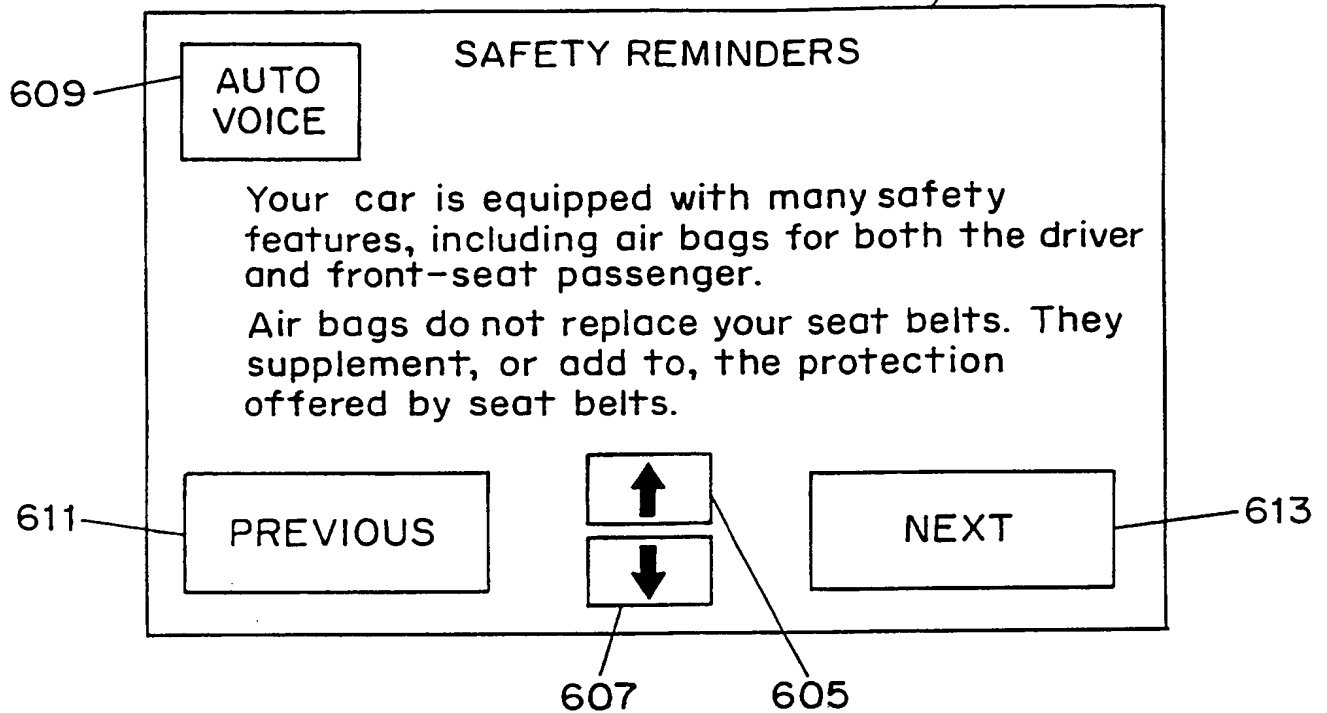 SAFETY REMINDERS
609
AUTO
VOICE
Your car is equipped with many safety
features, including air bags for both the driver
and front-seat passenger.
Air bags do not replace your seat belts. They
supplement, or add to, the protection
offered by seat belts.
611
PREVIOUS
NEXT
613
607
605